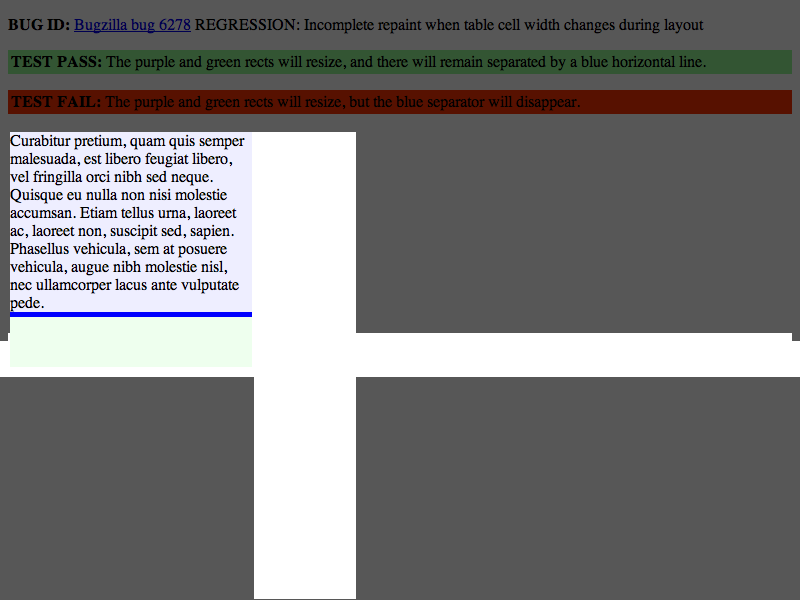 BUG ID: Bugzilla bug 6278 REGRESSION: Incomplete repaint when table cell width changes during layout
TEST PASS: The purple and green rects will resize, and there will remain separated by a blue horizontal line.
TEST FAIL: The purple and green rects will resize, but the blue separator will disappear.
Curabitur pretium, quam quis semper
malesuada, est libero feugiat libero,
vel fringilla orci nibh sed neque.
Quisque eu nulla non nisi molestie
accumsan. Etiam tellus urna, laoreet
ac, laoreet non, suscipit sed, sapien.
Phasellus vehicula, sem at posuere
vehicula, augue nibh molestie nisl,
nec ullamcorper lacus ante vulputate
pede.